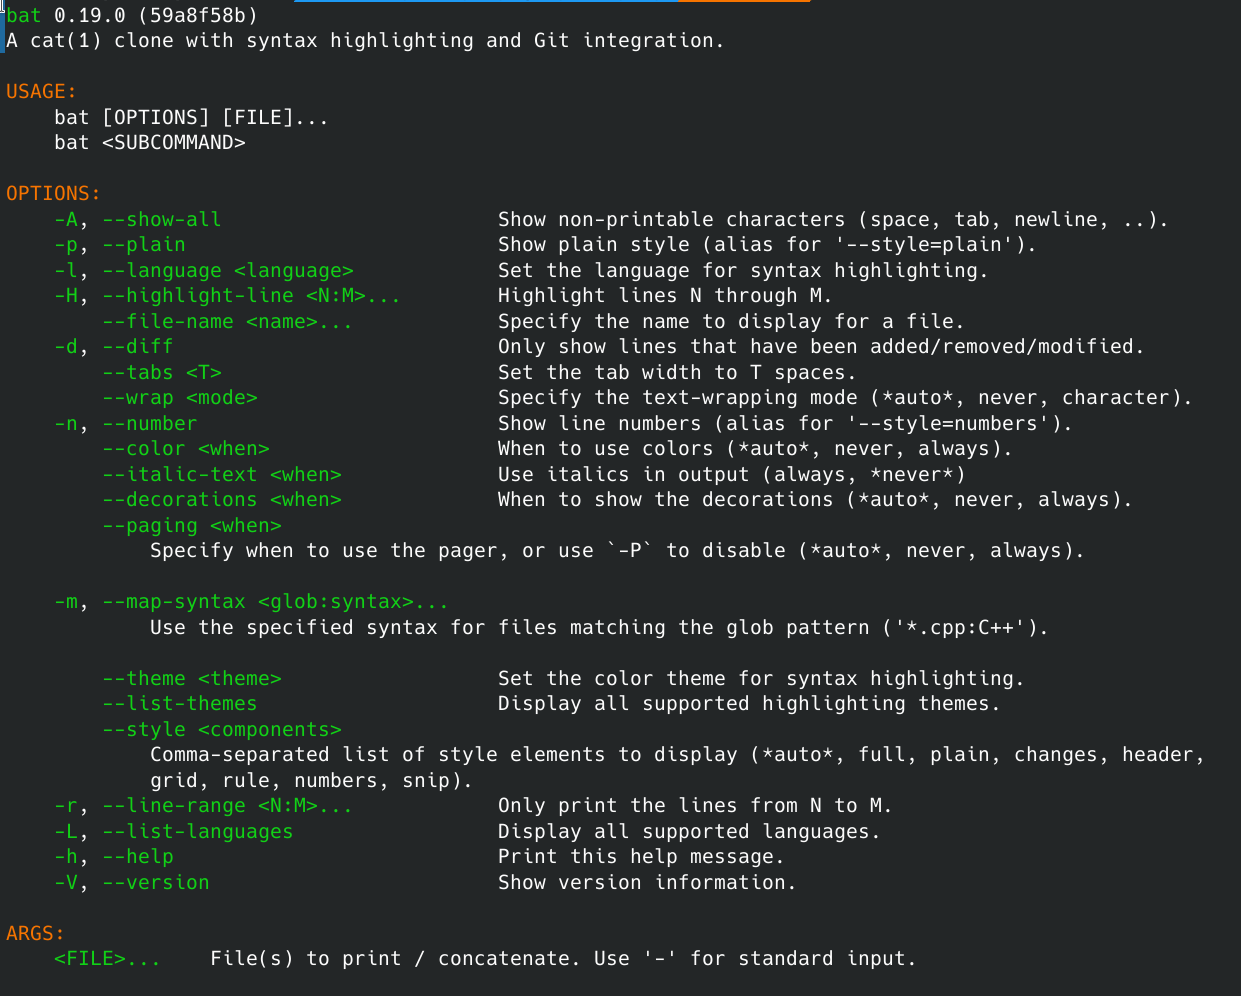 bat 0.19.0 (59a8f58b)
A cat(1) clone with syntax highlighting and Git integration.

USAGE:
    bat [OPTIONS] [FILE]...
    bat <SUBCOMMAND>

OPTIONS:
    -A, --show-all                       Show non-printable characters (space, tab, newline, ..).
    -p, --plain                          Show plain style (alias for '--style=plain').
    -l, --language <language>            Set the language for syntax highlighting.
    -H, --highlight-line <N:M>...        Highlight lines N through M.
        --file-name <name>...            Specify the name to display for a file.
    -d, --diff                           Only show lines that have been added/removed/modified.
        --tabs <T>                       Set the tab width to T spaces.
        --wrap <mode>                    Specify the text-wrapping mode (*auto*, never, character).
    -n, --number                         Show line numbers (alias for '--style=numbers').
        --color <when>                   When to use colors (*auto*, never, always).
        --italic-text <when>             Use italics in output (always, *never*)
        --decorations <when>             When to show the decorations (*auto*, never, always).
        --paging <when>
            Specify when to use the pager, or use `-P` to disable (*auto*, never, always).

    -m, --map-syntax <glob:syntax>...
            Use the specified syntax for files matching the glob pattern ('*.cpp:C++').

        --theme <theme>                  Set the color theme for syntax highlighting.
        --list-themes                    Display all supported highlighting themes.
        --style <components>
            Comma-separated list of style elements to display (*auto*, full, plain, changes, header,
            grid, rule, numbers, snip).
    -r, --line-range <N:M>...            Only print the lines from N to M.
    -L, --list-languages                 Display all supported languages.
    -h, --help                           Print this help message.
    -V, --version                        Show version information.

ARGS:
    <FILE>...    File(s) to print / concatenate. Use '-' for standard input.